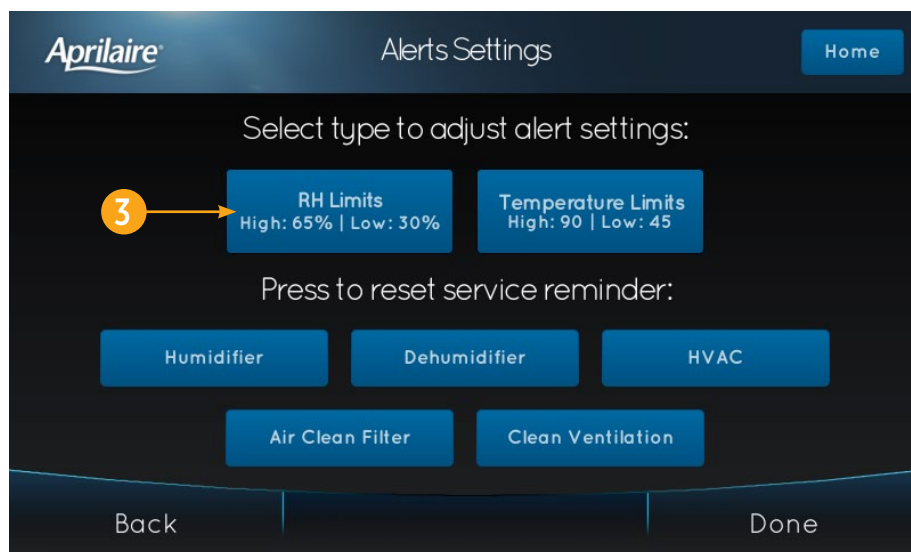 Aprilaire
Alerts Settings
Home
Select type to adjust alert settings:
3
RH Limits
High: 65% | Low: 30%
Temperature Limits
High: 90 | Low: 45
Press to reset service reminder:
Humidifier
Dehumidifier
HVAC
Air Clean Filter
Clean Ventilation
Back
Done